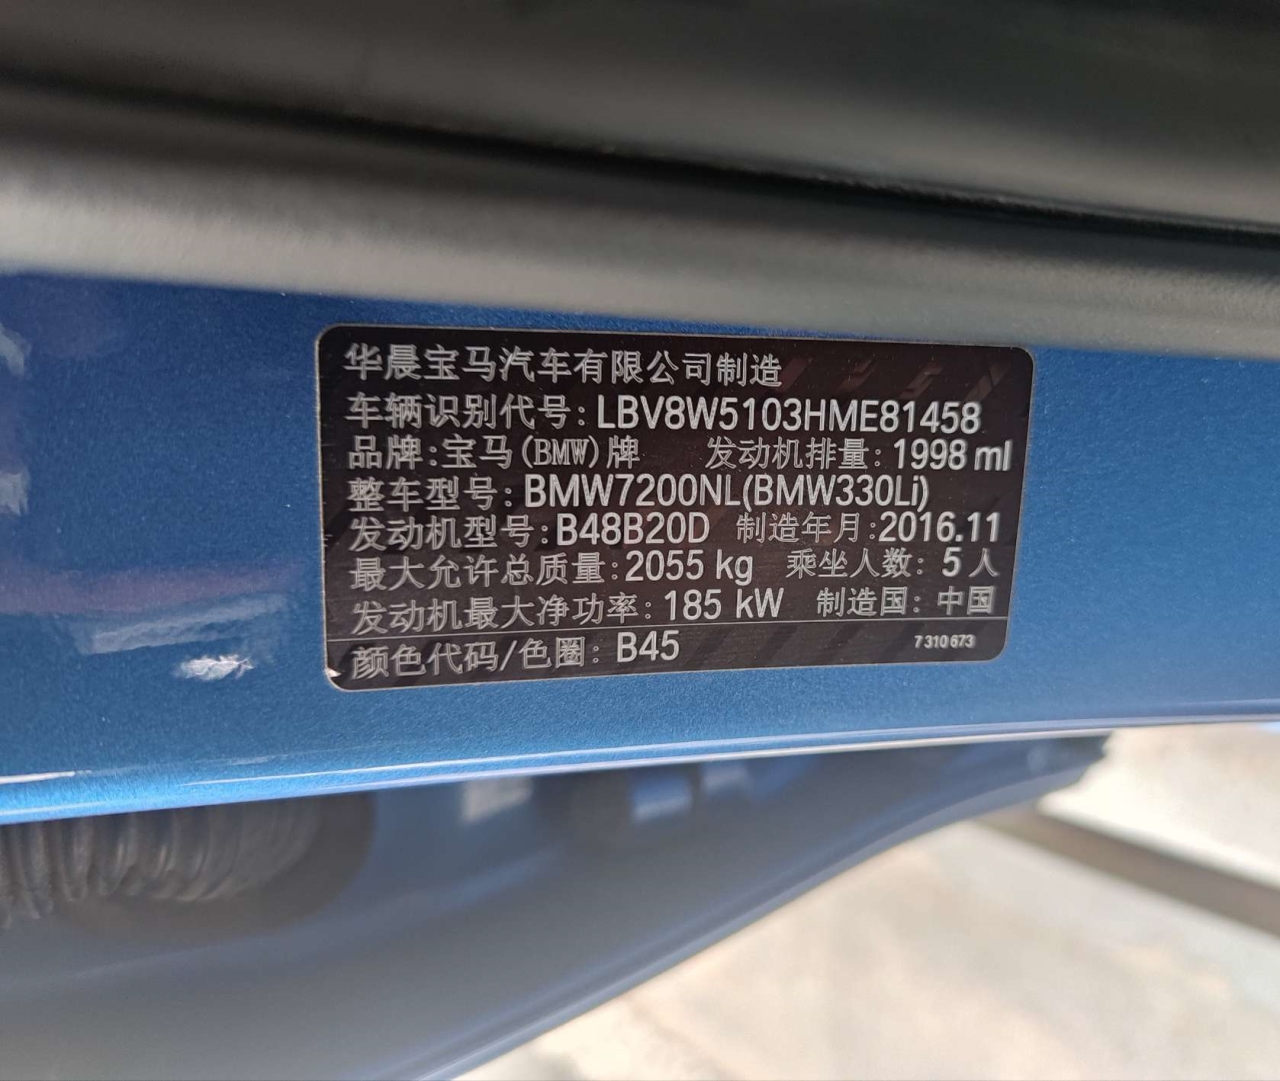 华晨宝马汽车有限公司制造
车辆识别代号: LBV8W5103HME81458
品牌:宝马(BMW)牌 发动机排量: 1998 ml
整车型号: BMW7200NL(BMW330Li)
发动机型号: B48B20D 制造年月:2016.11
最大允许总质量: 2055 kg 乘坐人数: 5 人
发动机最大净功率: 185 kW 制造国: 中国
颜色代码/色圈: B45 7 310 673